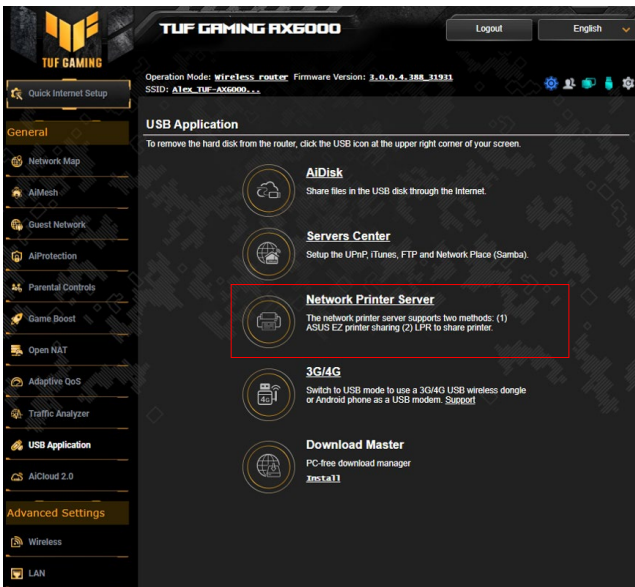 TUF GAMING AX6000
Logout
English
TUF GAMING
Operation Mode: Wireless router Firmware Version: 3.0.0.4.388_31931
SSID: Alex_TUF-AX6000...
Quick Internet Setup
General
Network Map
AiMesh
Guest Network
AiProtection
Parental Controls
Game Boost
Open NAT
Adaptive QoS
Traffic Analyzer
USB Application
AiCloud 2.0
Advanced Settings
Wireless
LAN
USB Application
To remove the hard disk from the router, click the USB icon at the upper right corner of your screen.
AiDisk
Share files in the USB disk through the Internet.
Servers Center
Setup the UPnP, iTunes, FTP and Network Place (Samba).
Network Printer Server
The network printer server supports two methods: (1)
ASUS EZ printer sharing (2) LPR to share printer.
3G/4G
4G
Switch to USB mode to use a 3G/4G USB wireless dongle
or Android phone as a USB modem. Support
Download Master
PC-free download manager
Install